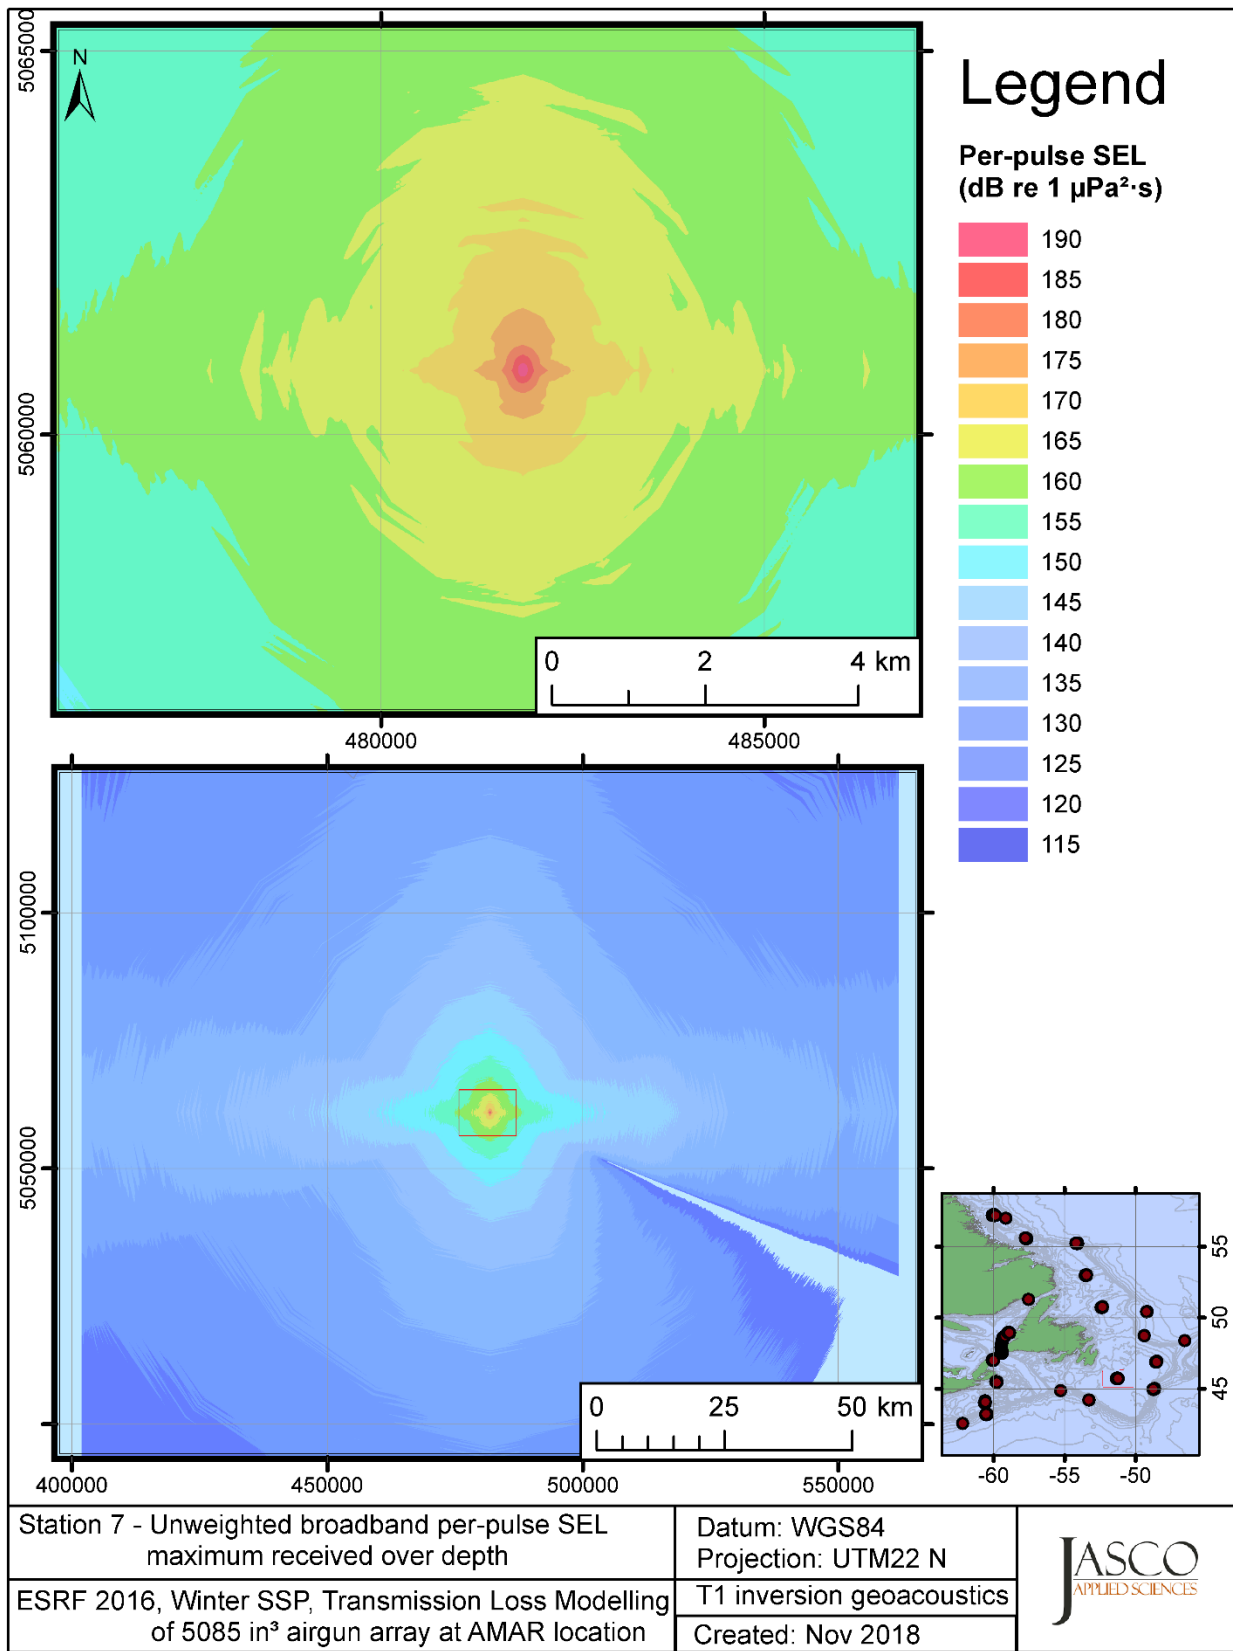 5065000
5060000
N
0 2 4 km
480000 485000
Legend
Per-pulse SEL
(dB re 1 µPa²·s)
190
185
180
175
170
165
160
155
150
145
140
135
130
125
120
115
5100000
5050000
0 25 50 km
400000 450000 500000 550000
55
50
45
-60 -55 -50
Station 7 - Unweighted broadband per-pulse SEL
maximum received over depth
ESRF 2016, Winter SSP, Transmission Loss Modelling
of 5085 in³ airgun array at AMAR location
Datum: WGS84
Projection: UTM22 N
T1 inversion geoacoustics
Created: Nov 2018
JASCO
APPLIED SCIENCES